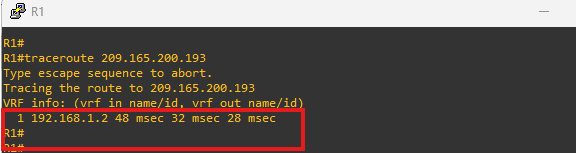 R1
R1#
R1#traceroute 209.165.200.193
Type escape sequence to abort.
Tracing the route to 209.165.200.193
VRF info: (vrf in name/id, vrf out name/id)
1 192.168.1.2 48 msec 32 msec 28 msec
R1#
R1#